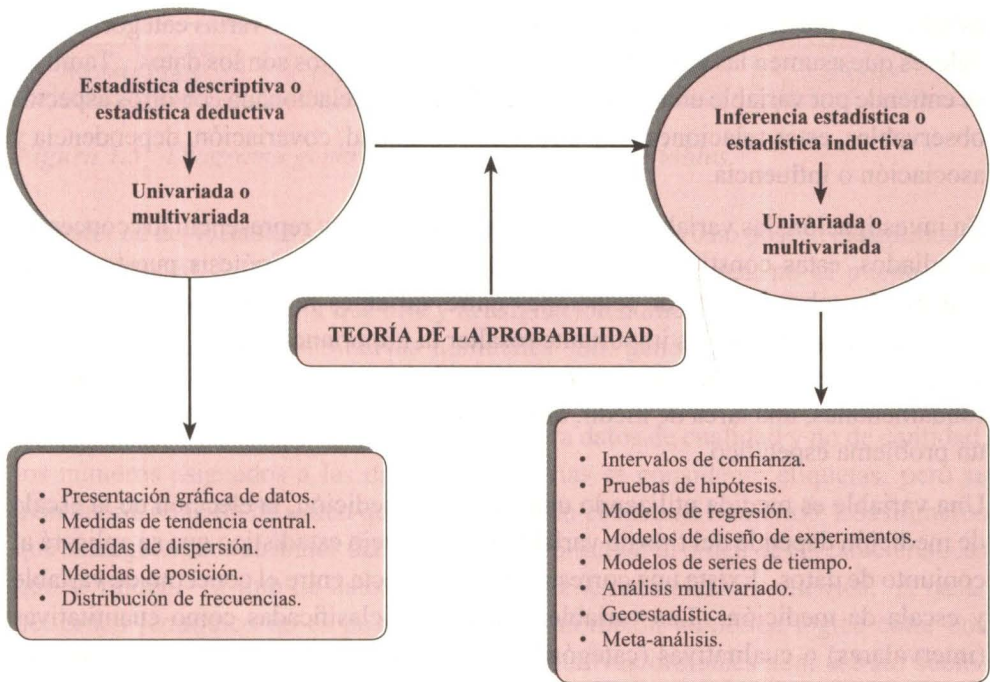 Estadística descriptiva o
estadística deductiva
Univariada o
multivariada
Inferencia estadística o
estadística inductiva
Univariada o
multivariada
TEORÍA DE LA PROBABILIDAD
• Presentación gráfica de datos.
• Medidas de tendencia central.
• Medidas de dispersión.
• Medidas de posición.
• Distribución de frecuencias.
• Intervalos de confianza.
• Pruebas de hipótesis.
• Modelos de regresión.
• Modelos de diseño de experimentos.
• Modelos de series de tiempo.
• Análisis multivariado.
• Geoestadística.
• Meta-análisis.